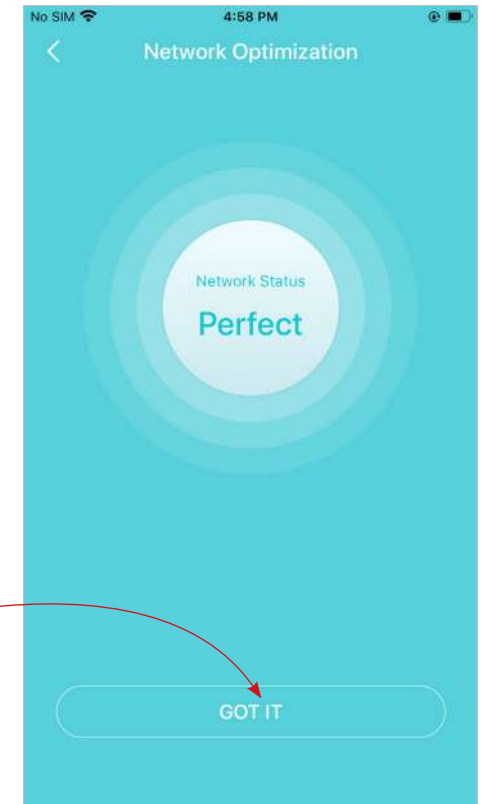 No SIM 4:58 PM
Network Optimization
Network Status
Perfect
GOT IT